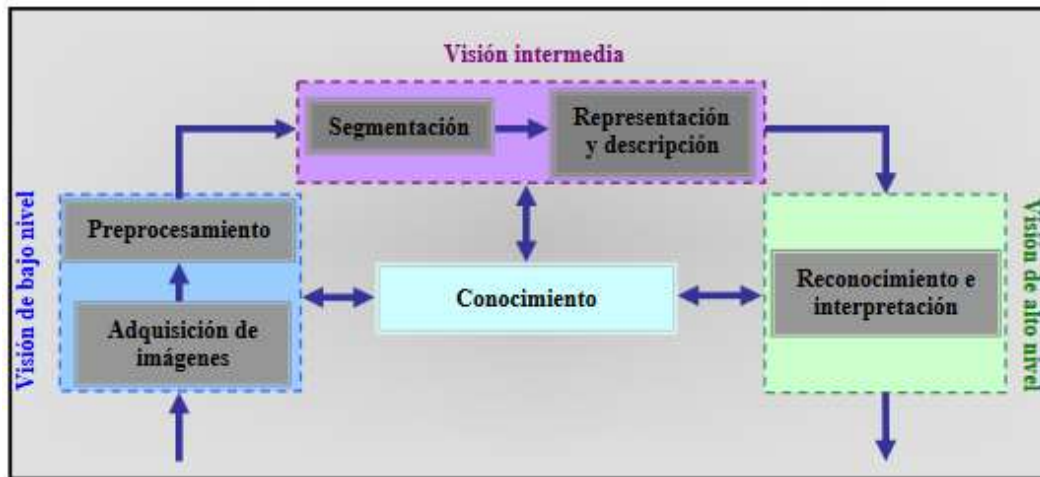 Visión intermedia
Segmentación
Representación
y descripción
Visión de bajo nivel
Preprocesamiento
Adquisición de
imágenes
Conocimiento
Reconocimiento e
interpretación
Visión de alto nivel